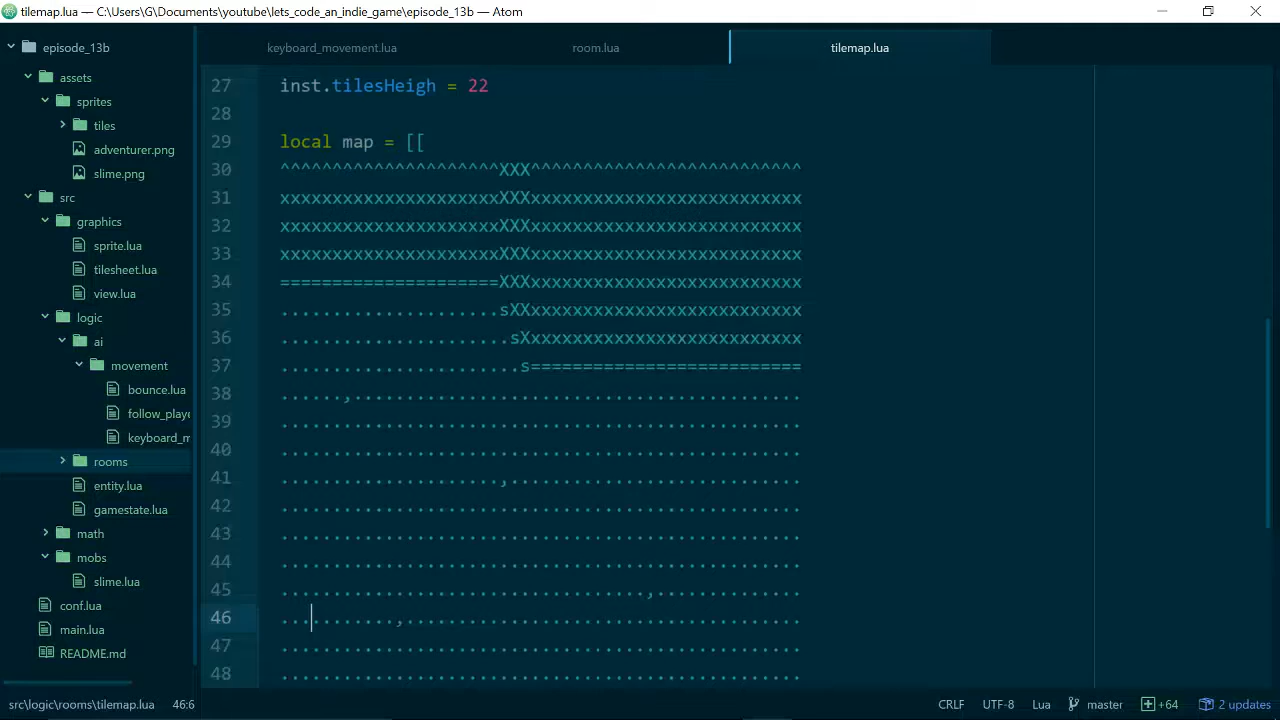 tilemap.lua — C:\Users\G\Documents\youtube\lets_code_an_indie_game\episode_13b — Atom
episode_13b
assets
sprites
tiles
adventurer.png
slime.png
src
graphics
sprite.lua
tilesheet.lua
view.lua
logic
ai
movement
bounce.lua
follow_playe
keyboard_m
rooms
entity.lua
gamestate.lua
math
mobs
slime.lua
conf.lua
main.lua
README.md
keyboard_movement.lua
room.lua
tilemap.lua
27 inst.tilesHeigh = 22
28
29 local map = [[
30 ^^^^^^^^^^^^^^^^^^^^^XXX^^^^^^^^^^^^^^^^^^^^^^^^^^
31 xxxxxxxxxxxxxxxxxxxxxXXXxxxxxxxxxxxxxxxxxxxxxxxxxx
32 xxxxxxxxxxxxxxxxxxxxxXXXxxxxxxxxxxxxxxxxxxxxxxxxxx
33 xxxxxxxxxxxxxxxxxxxxxXXXxxxxxxxxxxxxxxxxxxxxxxxxxx
34 =====================XXXxxxxxxxxxxxxxxxxxxxxxxxxxx
35 .....................sXXxxxxxxxxxxxxxxxxxxxxxxxxxx
36 ......................sXxxxxxxxxxxxxxxxxxxxxxxxxxx
37 .......................s==========================
38 ......,...........................................
39 ..................................................
40 ..................................................
41 .....................,............................
42 ..................................................
43 ..................................................
44 ..................................................
45 ...................................,..............
46 ...........,......................................
47 ..................................................
48 ..................................................
src\logic\rooms\tilemap.lua 46:6
CRLF UTF-8 Lua master +64 2 updates